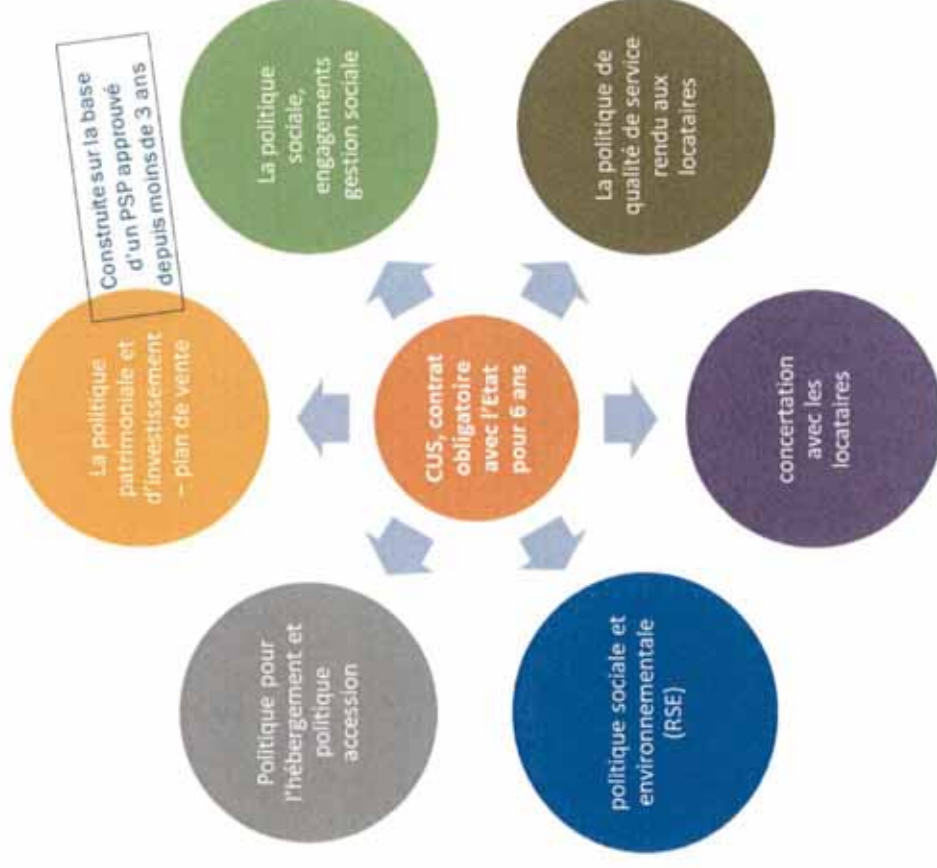 La politique
patrimoniale et
d'investissement
– plan de vente
Construite sur la base
d'un PSP approuvé
depuis moins de 3 ans
La politique
sociale,
engagements
gestion sociale
La politique de
qualité de service
rendu aux
locataires
concertation
avec les
locataires
politique sociale et
environnementale
(RSE)
Politique pour
l'hébergement et
politique
accession
CUS, contrat
obligatoire
avec l'Etat
pour 6 ans